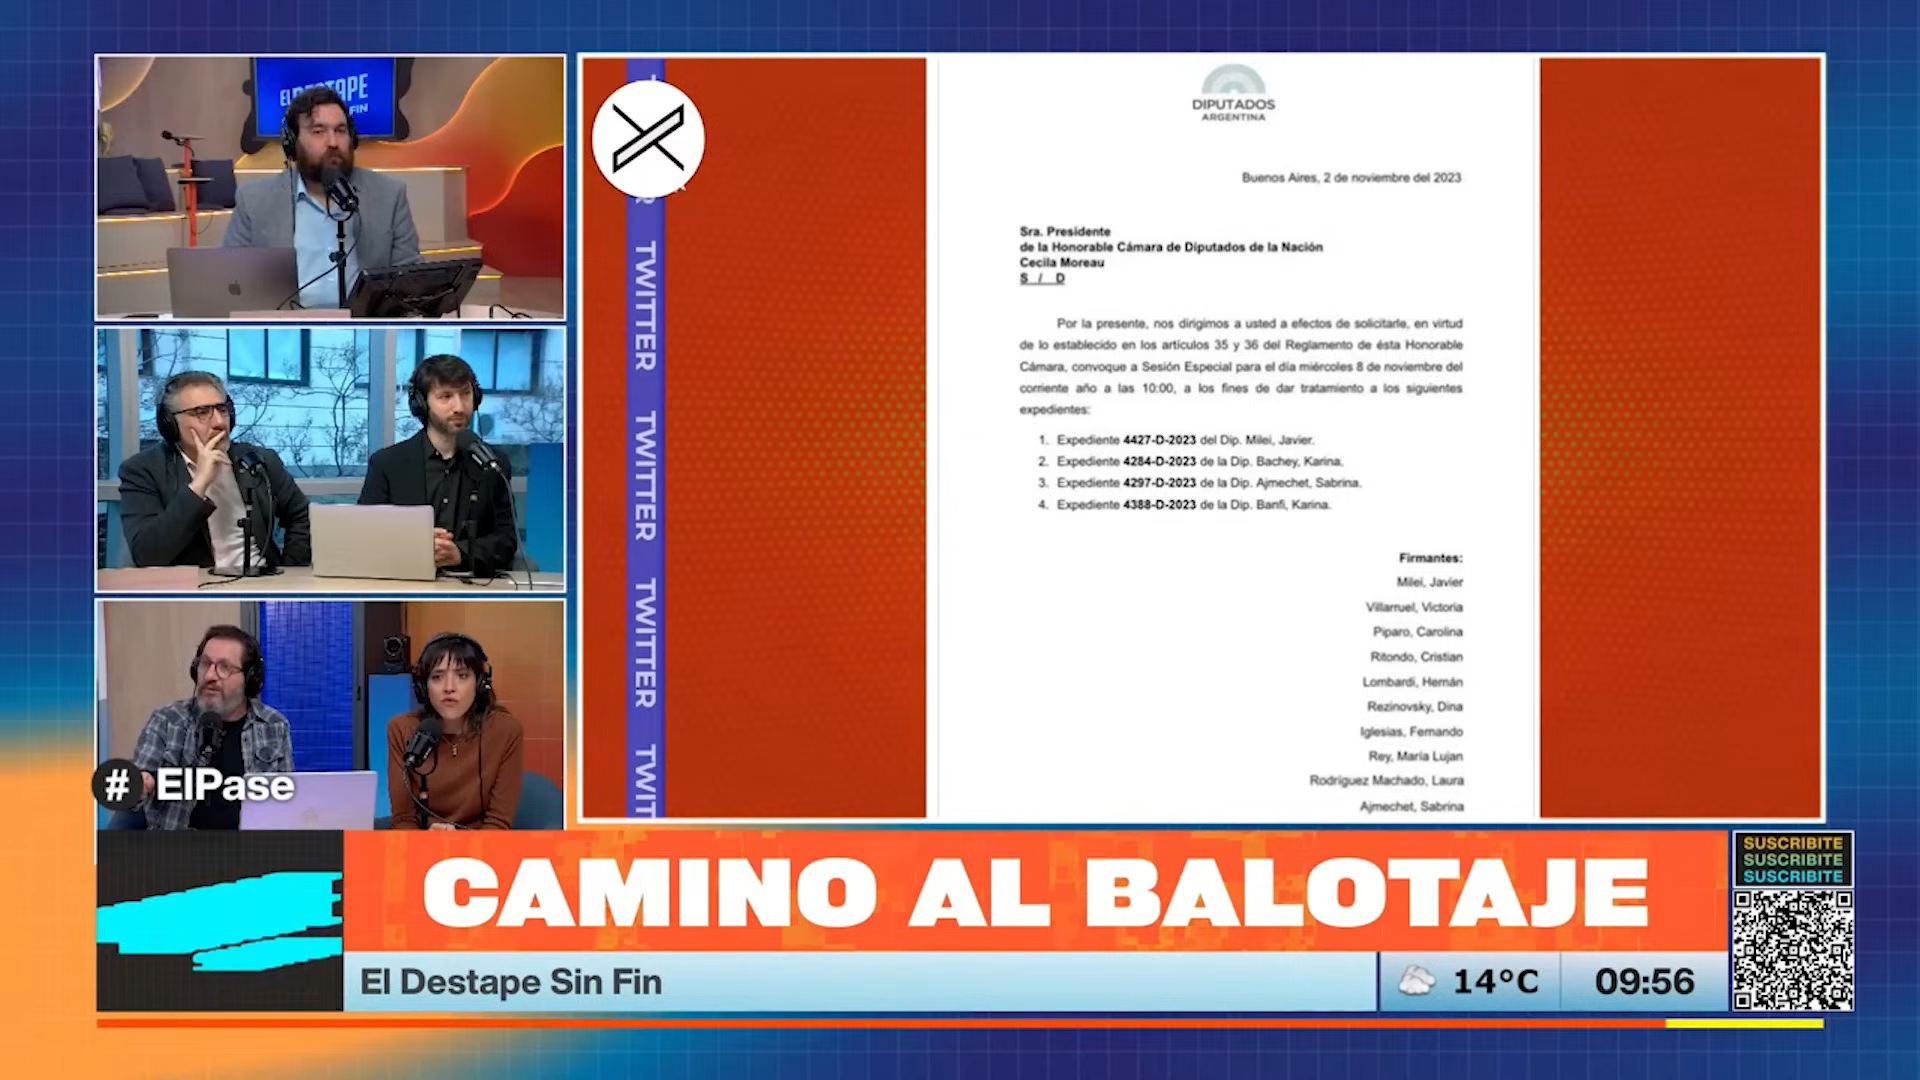 EL DESTAPE
FIN
TWITTER
TWITTER
TWITTER
TWIT
DIPUTADOS
ARGENTINA
Buenos Aires, 2 de noviembre del 2023
Sra. Presidente
de la Honorable Cámara de Diputados de la Nación
Cecila Moreau
S / D
Por la presente, nos dirigimos a usted a efectos de solicitarle, en virtud
de lo establecido en los artículos 35 y 36 del Reglamento de ésta Honorable
Cámara, convoque a Sesión Especial para el día miércoles 8 de noviembre del
corriente año a las 10:00, a los fines de dar tratamiento a los siguientes
expedientes:
1. Expediente 4427-D-2023 del Dip. Milei, Javier.
2. Expediente 4284-D-2023 de la Dip. Bachey, Karina.
3. Expediente 4297-D-2023 de la Dip. Ajmechet, Sabrina.
4. Expediente 4388-D-2023 de la Dip. Banfi, Karina.
Firmantes:
Milei, Javier
Villarruel, Victoria
Piparo, Carolina
Ritondo, Cristian
Lombardi, Hernán
Rezinovsky, Dina
Iglesias, Fernando
Rey, María Lujan
Rodríguez Machado, Laura
Ajmechet, Sabrina
# ElPase
CAMINO AL BALOTAJE
El Destape Sin Fin
14°C
09:56
SUSCRIBITE
SUSCRIBITE
SUSCRIBITE